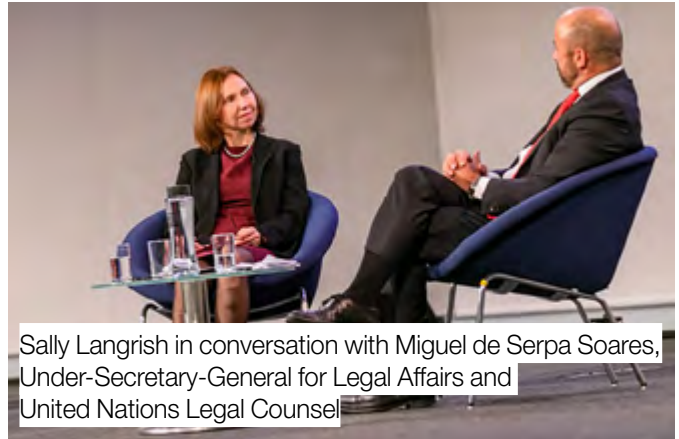 Sally Langrish in conversation with Miguel de Serpa Soares,
Under-Secretary-General for Legal Affairs and
United Nations Legal Counsel